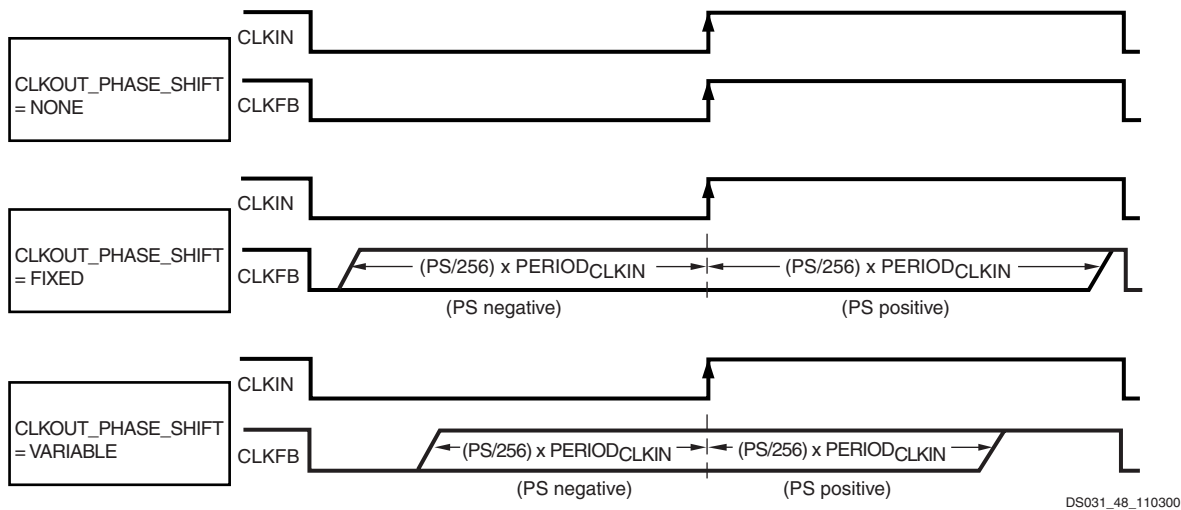 CLKIN
CLKOUT_PHASE_SHIFT
= NONE
CLKFB
CLKIN
CLKOUT_PHASE_SHIFT
= FIXED
CLKFB
(PS/256) x PERIODCLKIN
(PS/256) x PERIODCLKIN
(PS negative)
(PS positive)
CLKIN
CLKOUT_PHASE_SHIFT
= VARIABLE
CLKFB
(PS/256) x PERIODCLKIN
(PS/256) x PERIODCLKIN
(PS negative)
(PS positive)
DS031_48_110300